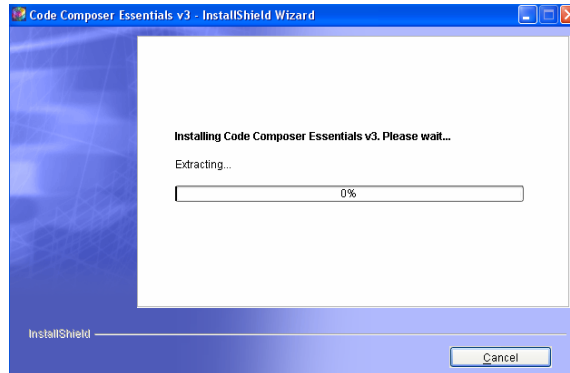 Code Composer Essentials v3 - InstallShield Wizard
Installing Code Composer Essentials v3. Please wait...
Extracting...
0%
InstallShield
Cancel